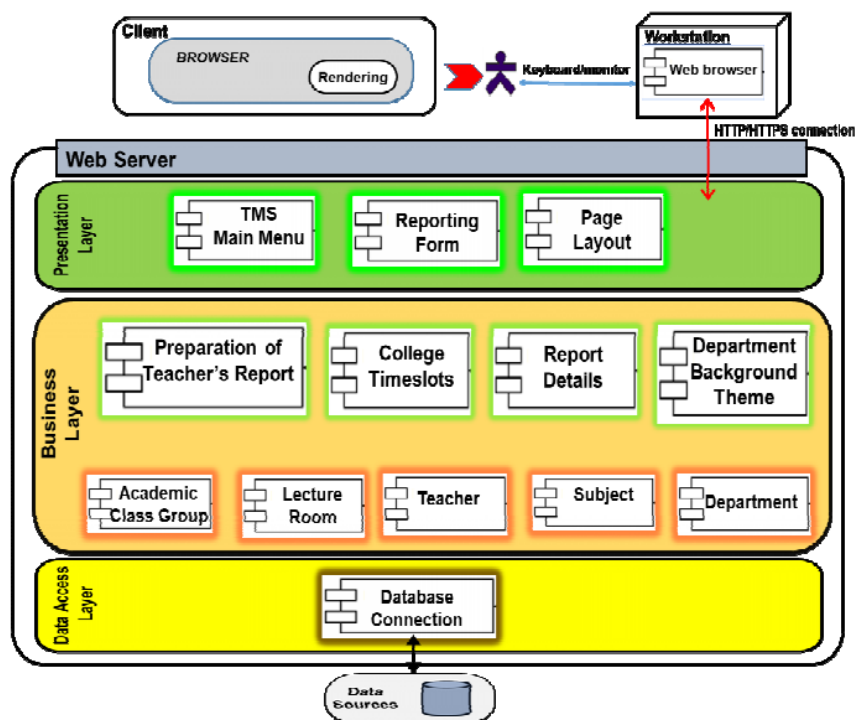 Client
BROWSER
Rendering
Keyboard/monitor
Workstation
Web browser
HTTP/HTTPS connection
Web Server
Presentation
Layer
TMS
Main Menu
Reporting
Form
Page
Layout
Business
Layer
Preparation of
Teacher's Report
College
Timeslots
Report
Details
Department
Background
Theme
Academic
Class Group
Lecture
Room
Teacher
Subject
Department
Data Access
Layer
Database
Connection
Data
Sources